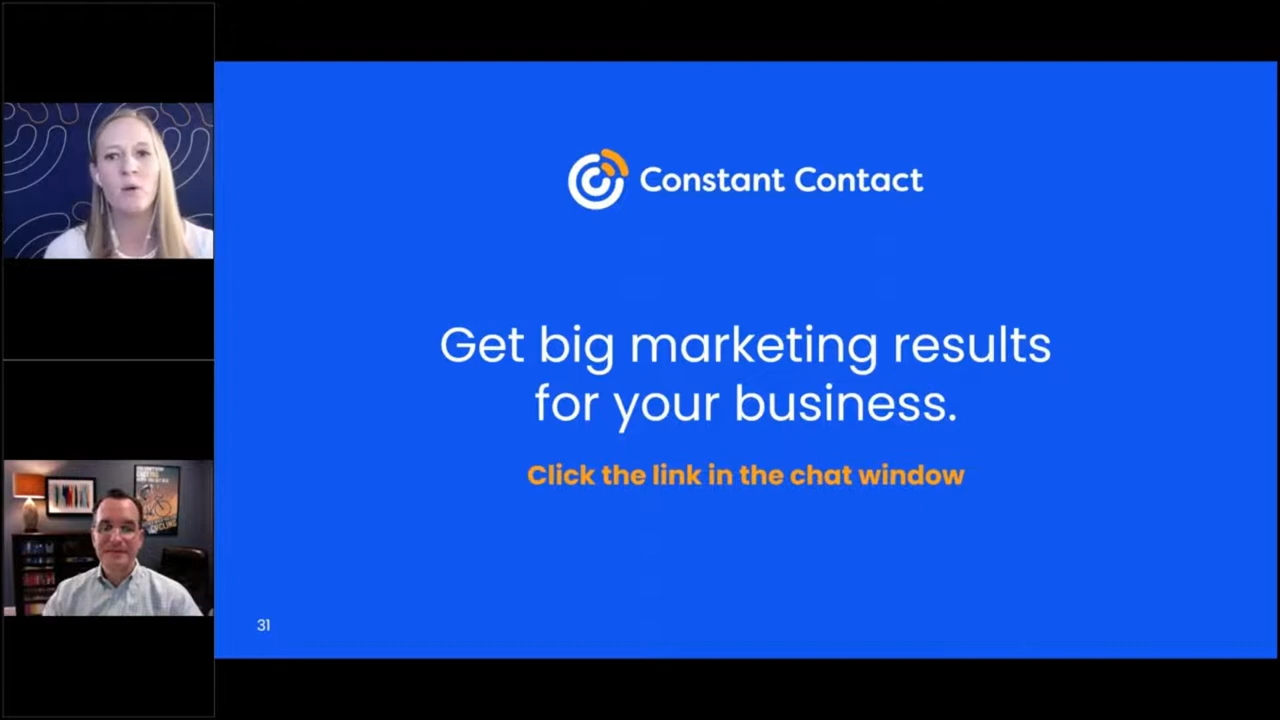 Constant Contact
Get big marketing results
for your business.
Click the link in the chat window
31